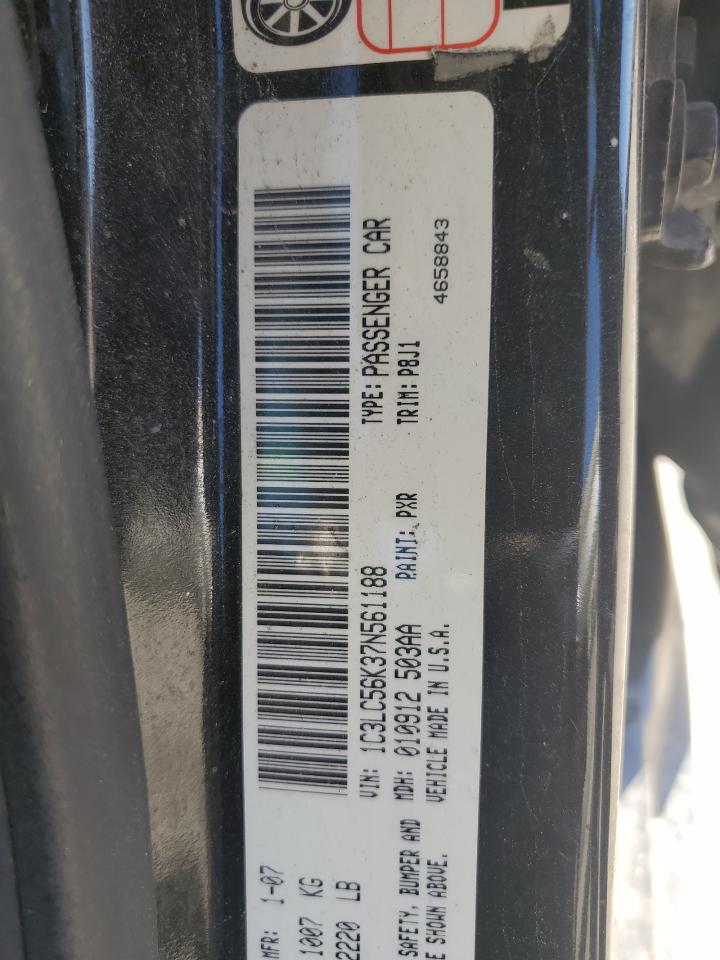 MFR: 1-07
1007 KG
2220 LB
SAFETY, BUMPER AND
E SHOWN ABOVE.
VIN: 1C3LC56K37N561188
TYPE: PASSENGER CAR
MDH: 010912 503AA
PAINT: PXR
TRIM: P8J1
VEHICLE MADE IN U.S.A.
4658843